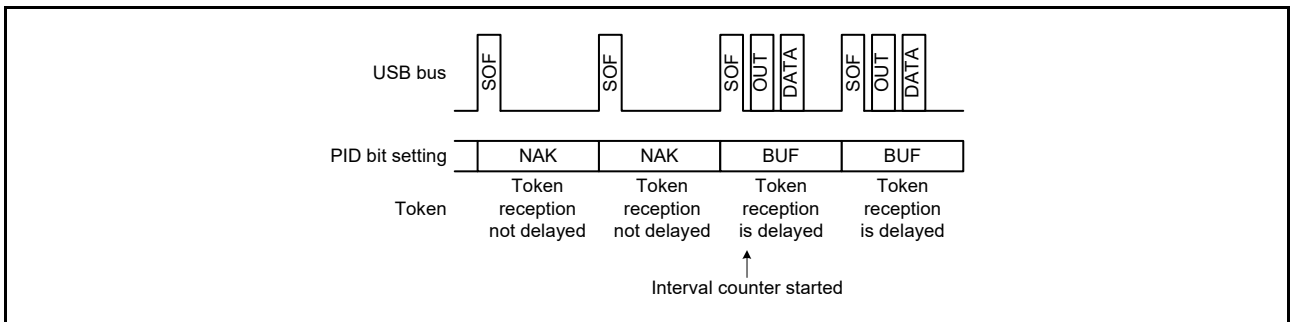 USB bus
SOF
SOF
SOF
OUT
DATA
SOF
OUT
DATA
PID bit setting
NAK
NAK
BUF
BUF
Token
Token
reception
not delayed
Token
reception
not delayed
Token
reception
is delayed
Token
reception
is delayed
Interval counter started